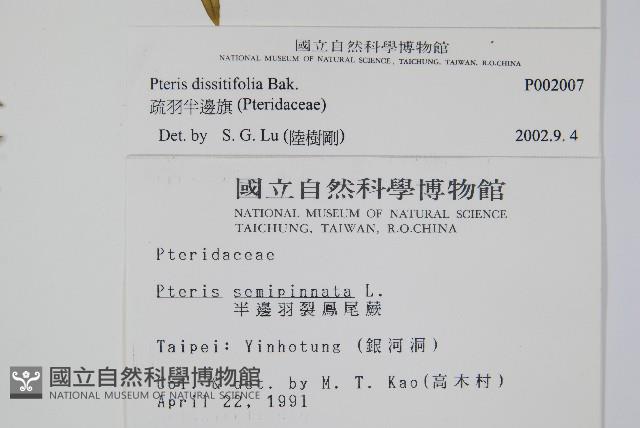 國立自然科學博物館
NATIONAL MUSEUM OF NATURAL SCIENCE, TAICHUNG, TAIWAN, R.O.CHINA
Pteris dissitifolia Bak. P002007
疏羽半邊旗 (Pteridaceae)
Det. by S. G. Lu (陸樹剛) 2002.9. 4
國立自然科學博物館
NATIONAL MUSEUM OF NATURAL SCIENCE
TAICHUNG, TAIWAN, R.O.CHINA
Pteridaceae
Pteris semipinnata L.
半邊羽裂鳳尾蕨
Taipei: Yinhotung (銀河洞)
國立自然科學博物館
NATIONAL MUSEUM OF NATURAL SCIENCE
Col. & det. by M. T. Kao(高木村)
April 22, 1991